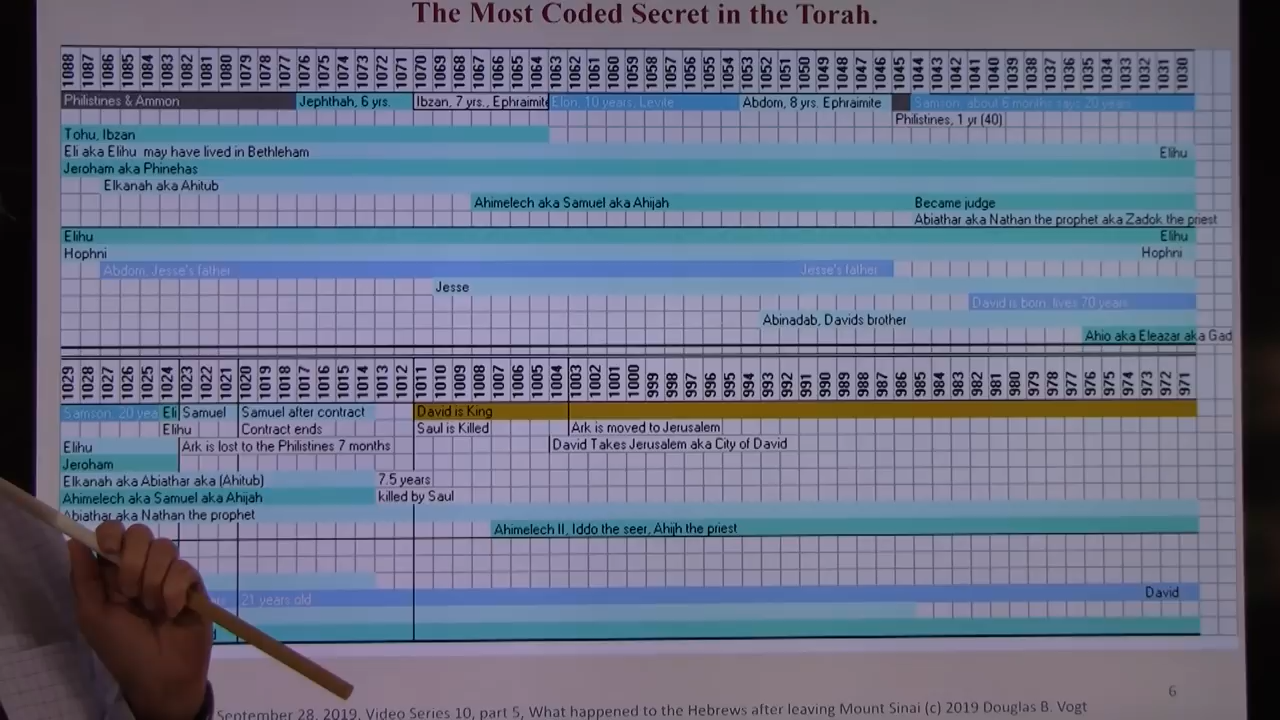 The Most Coded Secret in the Torah.
1088 1087 1086 1085 1084 1083 1082 1081 1080 1079 1078 1077 1076 1075 1074 1073 1072 1071 1070 1069 1068 1067 1066 1065 1064 1063 1062 1061 1060 1059 1058 1057 1056 1055 1054 1053 1052 1051 1050 1049 1048 1047 1046 1045 1044 1043 1042 1041 1040 1039 1038 1037 1036 1035 1034 1033 1032 1031 1030
Philistines & Ammon Jephthah, 6 yrs. Ibzan, 7 yrs., Ephraimite Elon, 10 years, Levite Abdom, 8 yrs. Ephraimite Samson, about 6 months says 20 years
Philistines, 1 yr (40)
Tohu, Ibzan
Eli aka Elihu may have lived in Bethleham Elihu
Jeroham aka Phinehas
Elkanah aka Ahitub
Ahimelech aka Samuel aka Ahijah Became judge
Abiathar aka Nathan the prophet aka Zadok the priest
Elihu Elihu
Hophni Hophni
Abdom, Jesse's father Jesse's father
Jesse
David is born, lives 70 years
Abinadab, Davids brother
Ahio aka Eleazar aka Gad
1029 1028 1027 1026 1025 1024 1023 1022 1021 1020 1019 1018 1017 1016 1015 1014 1013 1012 1011 1010 1009 1008 1007 1006 1005 1004 1003 1002 1001 1000 999 998 997 996 995 994 993 992 991 990 989 988 987 986 985 984 983 982 981 980 979 978 977 976 975 974 973 972 971
Samson, 20 yea Eli Samuel Samuel after contract David is King
Elihu Contract ends Saul is Killed Ark is moved to Jerusalem
Elihu Ark is lost to the Philistines 7 months David Takes Jerusalem aka City of David
Jeroham
Elkanah aka Abiathar aka (Ahitub) 7.5 years
Ahimelech aka Samuel aka Ahijah killed by Saul
Abiathar aka Nathan the prophet
Ahimelech II, Iddo the seer, Ahijh the priest
21 years old David
6
September 28, 2019, Video Series 10, part 5, What happened to the Hebrews after leaving Mount Sinai (c) 2019 Douglas B. Vogt